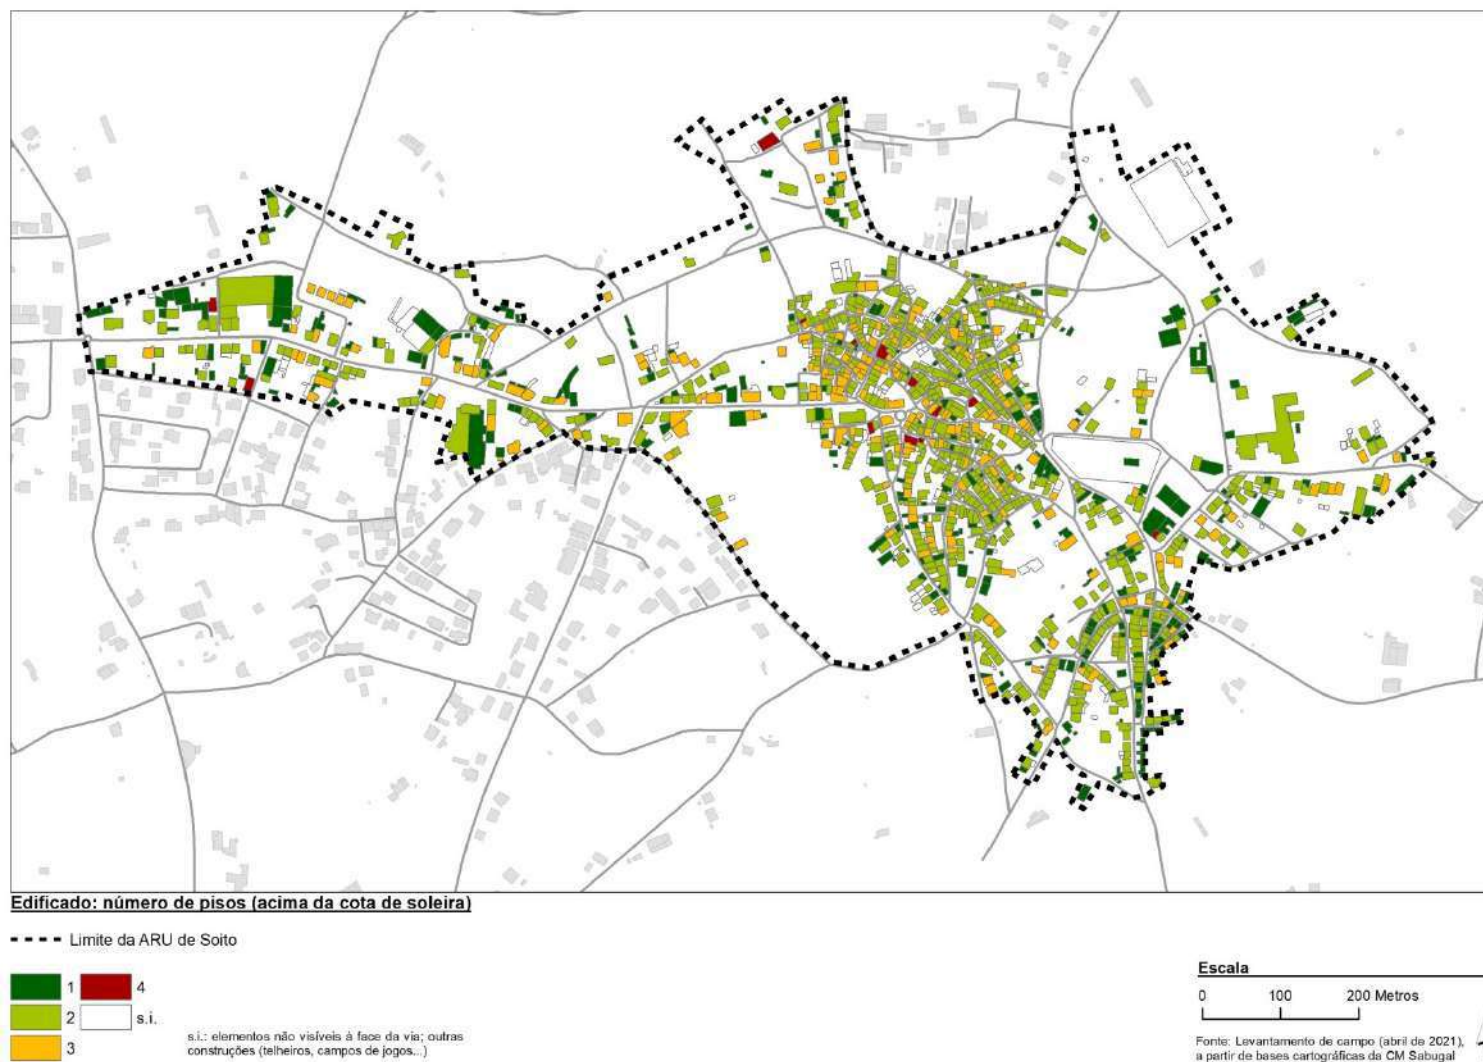 Edificado: número de pisos (acima da cota de soleira)
Limite da ARU de Soito
1
4
2
s.i.
3
s.i.: elementos não visíveis à face da via; outras
construções (telheiros, campos de jogos...)
Escala
0 100 200 Metros
Fonte: Levantamento de campo (abril de 2021),
a partir de bases cartográficas da CM Sabugal